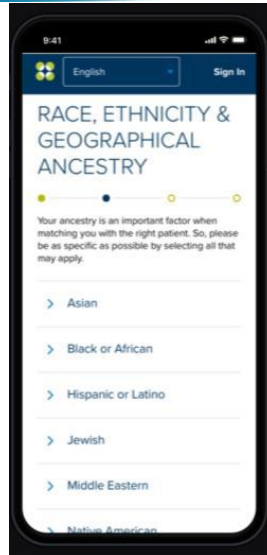 9:41
English
Sign In
RACE, ETHNICITY &
GEOGRAPHICAL
ANCESTRY
Your ancestry is an important factor when
matching you with the right patient. So, please
be as specific as possible by selecting all that
may apply.
Asian
Black or African
Hispanic or Latino
Jewish
Middle Eastern
Native American